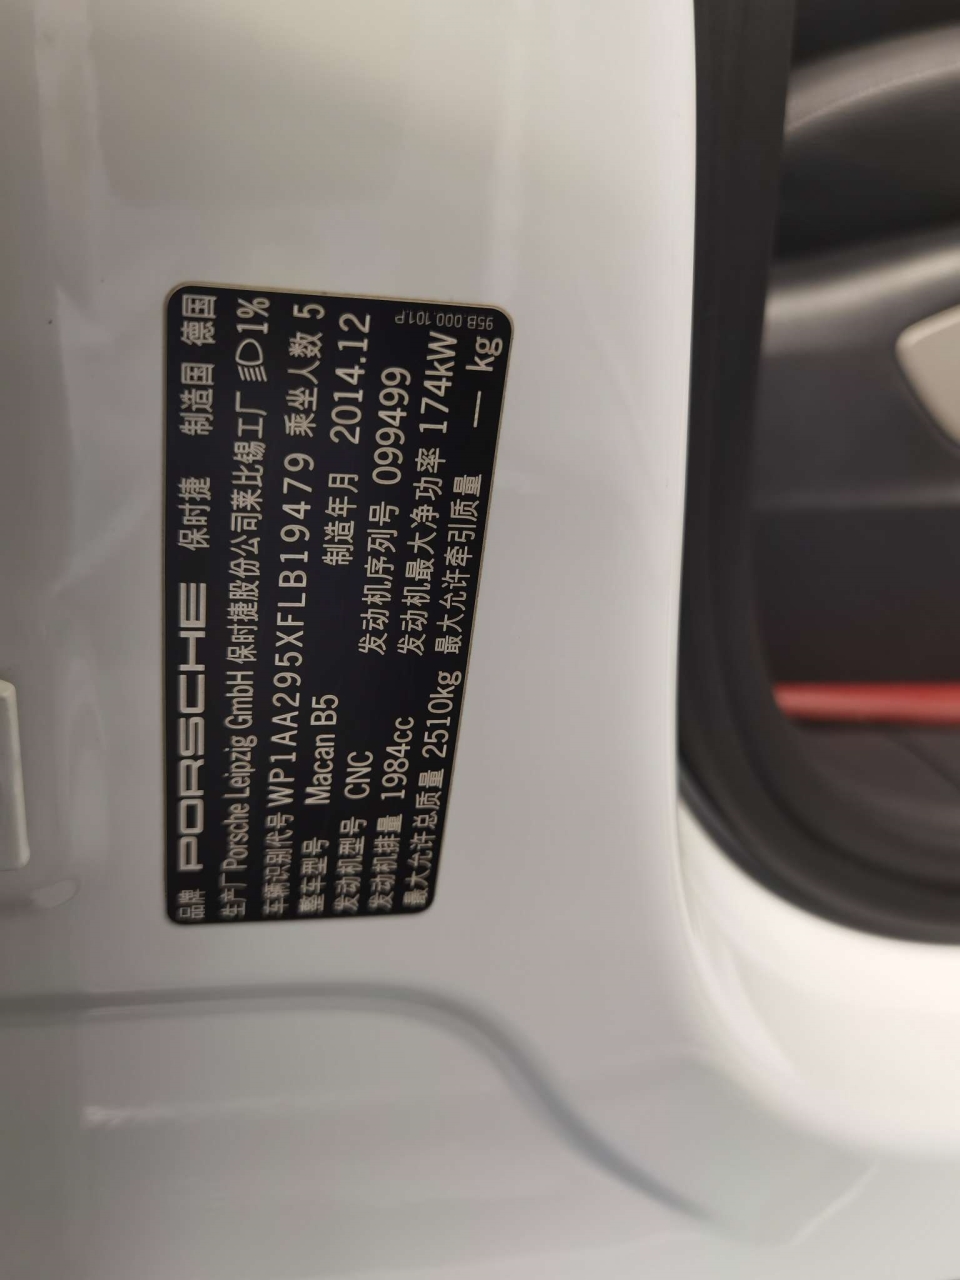 品牌 PORSCHE 保时捷 制造国 德国
生产厂 Porsche Leipzig GmbH 保时捷股份公司莱比锡工厂 1%
车辆识别代号 WP1AA295XFLB19479 乘坐人数 5
整车型号 Macan B5 制造年月 2014.12
发动机型号 CNC 发动机序列号 099499
发动机排量 1984cc 发动机最大净功率 174kW
最大允许总质量 2510kg 最大允许牵引质量 — kg
95B.000.101.P